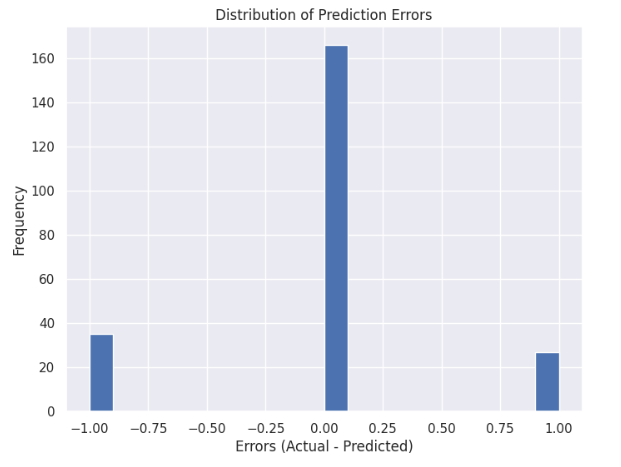 Distribution of Prediction Errors
160
140
120
100
80
60
40
20
0
Frequency
−1.00 −0.75 −0.50 −0.25 0.00 0.25 0.50 0.75 1.00
Errors (Actual - Predicted)